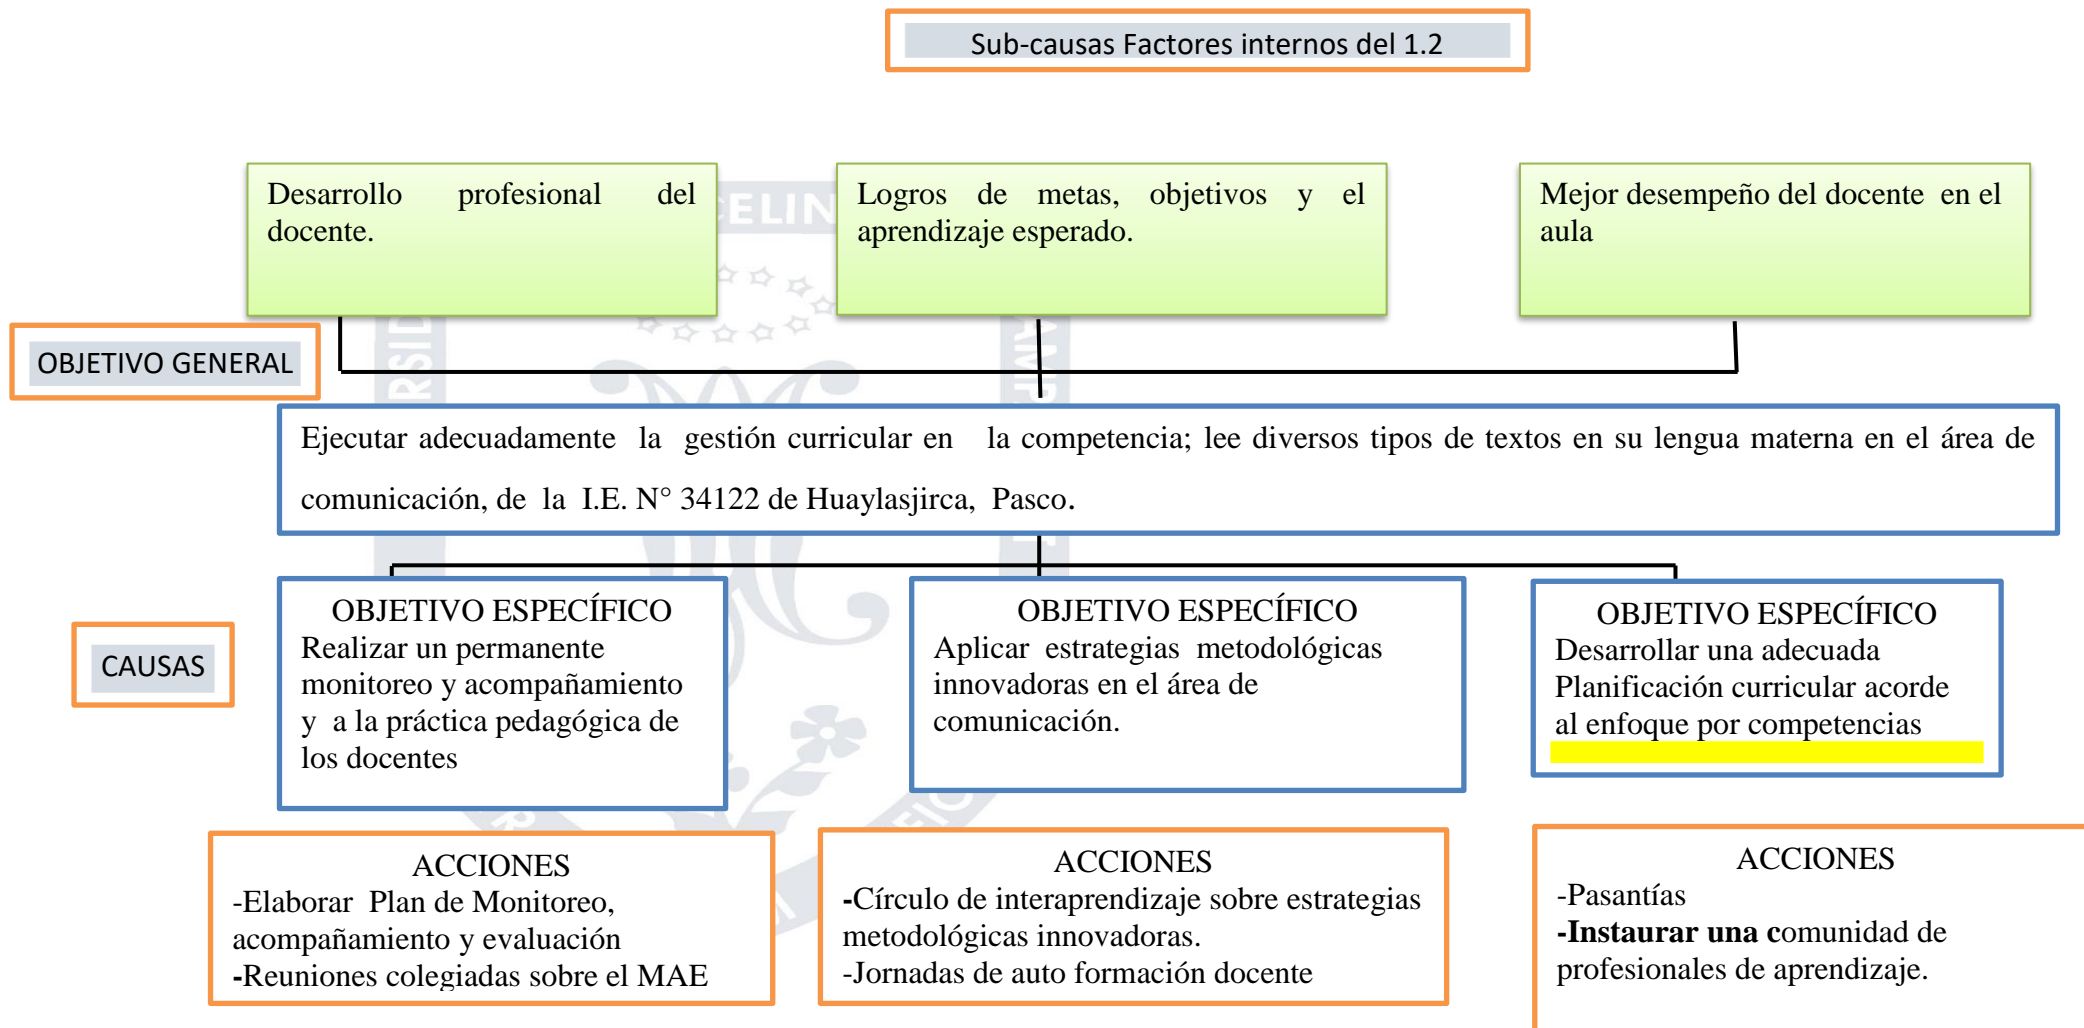 Sub-causas Factores internos del 1.2
Desarrollo profesional del
docente.
Logros de metas, objetivos y el
aprendizaje esperado.
Mejor desempeño del docente en el
aula
OBJETIVO GENERAL
Ejecutar adecuadamente la gestión curricular en la competencia; lee diversos tipos de textos en su lengua materna en el área de
comunicación, de la I.E. N° 34122 de Huaylasjirca, Pasco.
CAUSAS
OBJETIVO ESPECÍFICO
Realizar un permanente
monitoreo y acompañamiento
y a la práctica pedagógica de
los docentes
OBJETIVO ESPECÍFICO
Aplicar estrategias metodológicas
innovadoras en el área de
comunicación.
OBJETIVO ESPECÍFICO
Desarrollar una adecuada
Planificación curricular acorde
al enfoque por competencias
ACCIONES
-Elaborar Plan de Monitoreo,
acompañamiento y evaluación
-Reuniones colegiadas sobre el MAE
ACCIONES
-Círculo de interaprendizaje sobre estrategias
metodológicas innovadoras.
-Jornadas de auto formación docente
ACCIONES
-Pasantías
-Instaurar una comunidad de
profesionales de aprendizaje.